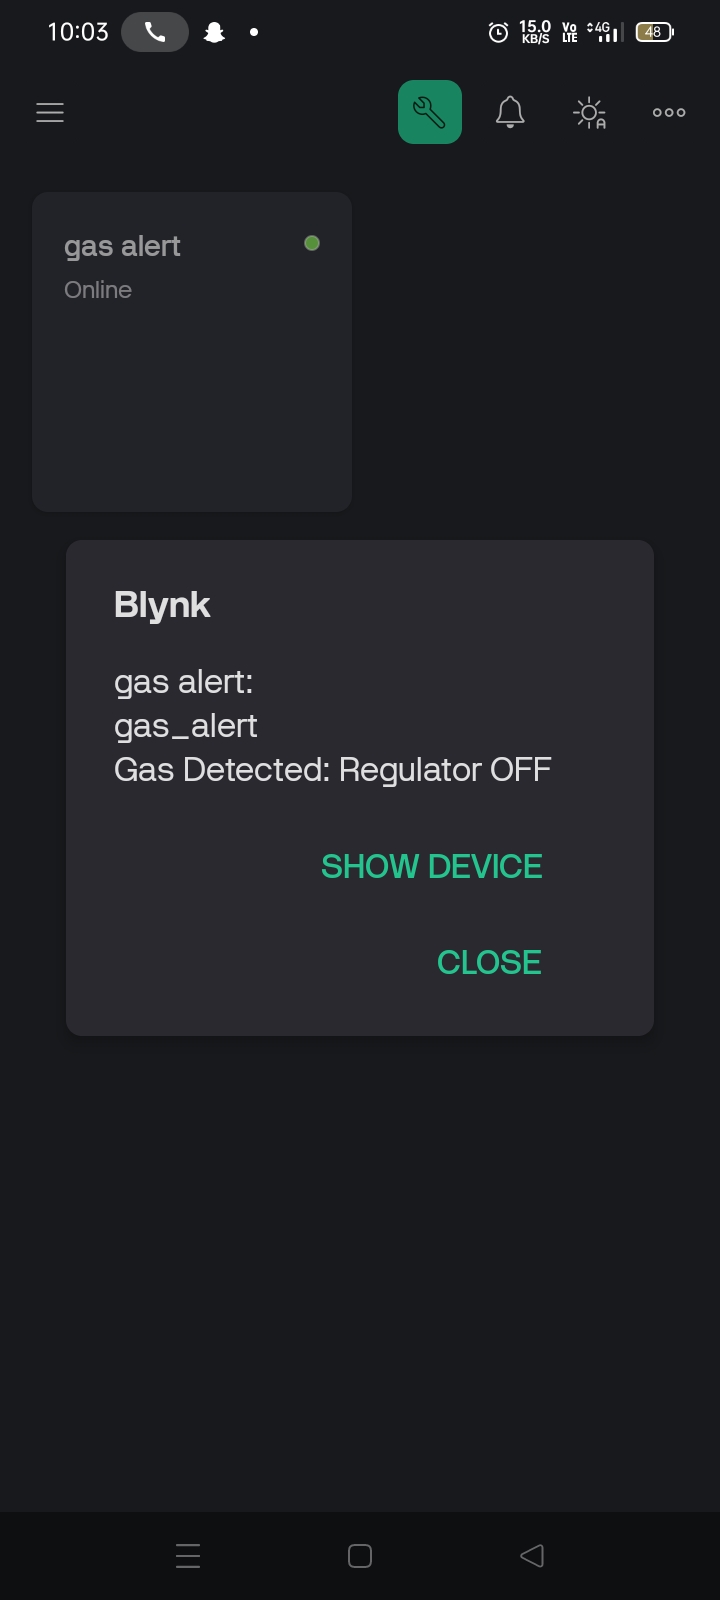 10:03
15.0
KB/S
Vo
LTE
4G
48
A
gas alert
Online
Blynk
gas alert:
gas_alert
Gas Detected: Regulator OFF
SHOW DEVICE
CLOSE